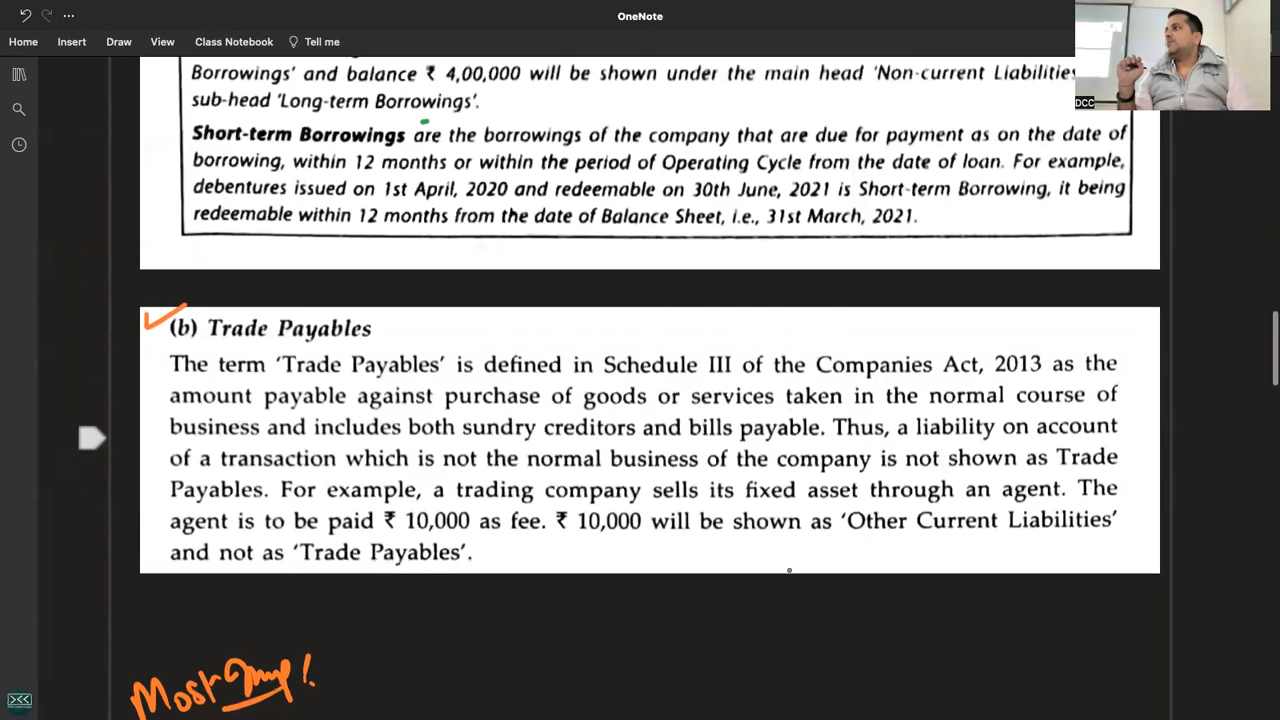 OneNote
Home Insert Draw View Class Notebook Tell me
Borrowings' and balance ₹ 4,00,000 will be shown under the main head 'Non-current Liabilities
sub-head 'Long-term Borrowings'.
Short-term Borrowings are the borrowings of the company that are due for payment as on the date of
borrowing, within 12 months or within the period of Operating Cycle from the date of loan. For example,
debentures issued on 1st April, 2020 and redeemable on 30th June, 2021 is Short-term Borrowing, it being
redeemable within 12 months from the date of Balance Sheet, i.e., 31st March, 2021.
DCC
(b) Trade Payables
The term 'Trade Payables' is defined in Schedule III of the Companies Act, 2013 as the
amount payable against purchase of goods or services taken in the normal course of
business and includes both sundry creditors and bills payable. Thus, a liability on account
of a transaction which is not the normal business of the company is not shown as Trade
Payables. For example, a trading company sells its fixed asset through an agent. The
agent is to be paid ₹ 10,000 as fee. ₹ 10,000 will be shown as 'Other Current Liabilities'
and not as 'Trade Payables'.
Most Imp!